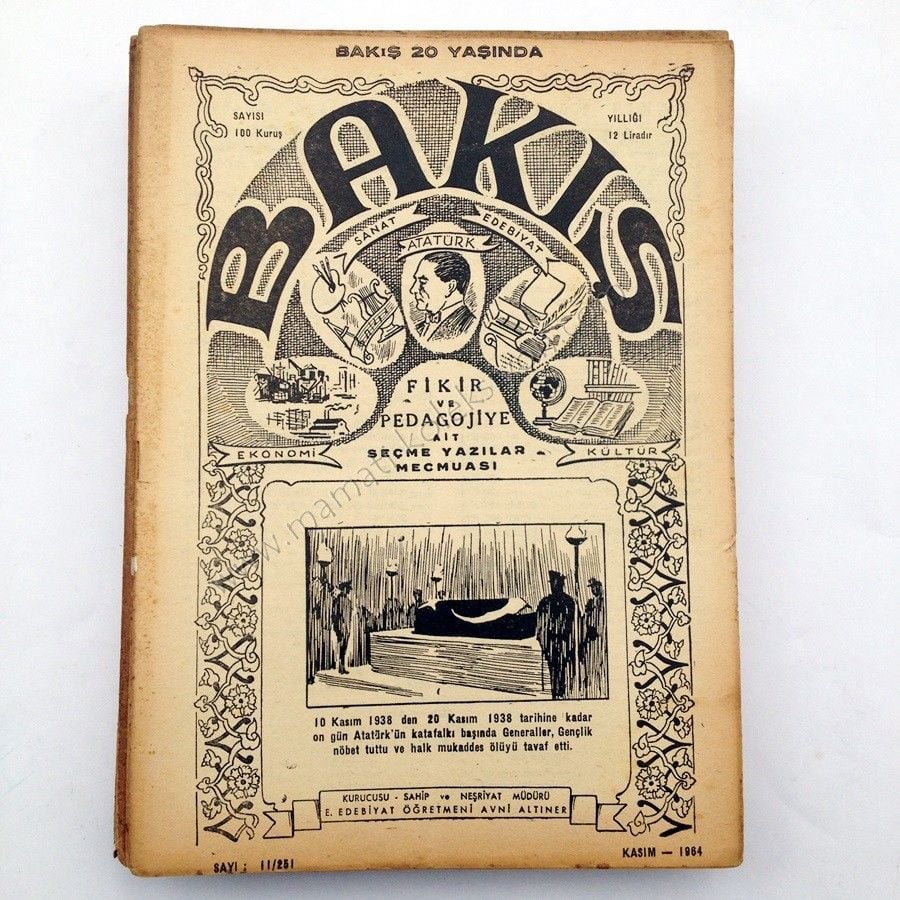 BAKIŞ 20 YAŞINDA
SAYISI
100 Kuruş
YILLIĞI
12 Liradır
BAKIŞ
SANAT
ATATÜRK
EDEBİYAT
FİKİR
VE
PEDAGOJİYE
AİT
SEÇME YAZILAR
MECMUASI
EKONOMİ
KÜLTÜR
10 Kasım 1938 den 20 Kasım 1938 tarihine kadar
on gün Atatürk'ün katafalkı başında Generaller, Gençlik
nöbet tuttu ve halk mukaddes ölüyü tavaf etti.
KURUCUSU - SAHİP ve NEŞRİYAT MÜDÜRÜ
E. EDEBİYAT ÖĞRETMENİ AVNİ ALTINER
SAYI : 11/251
KASIM — 1964